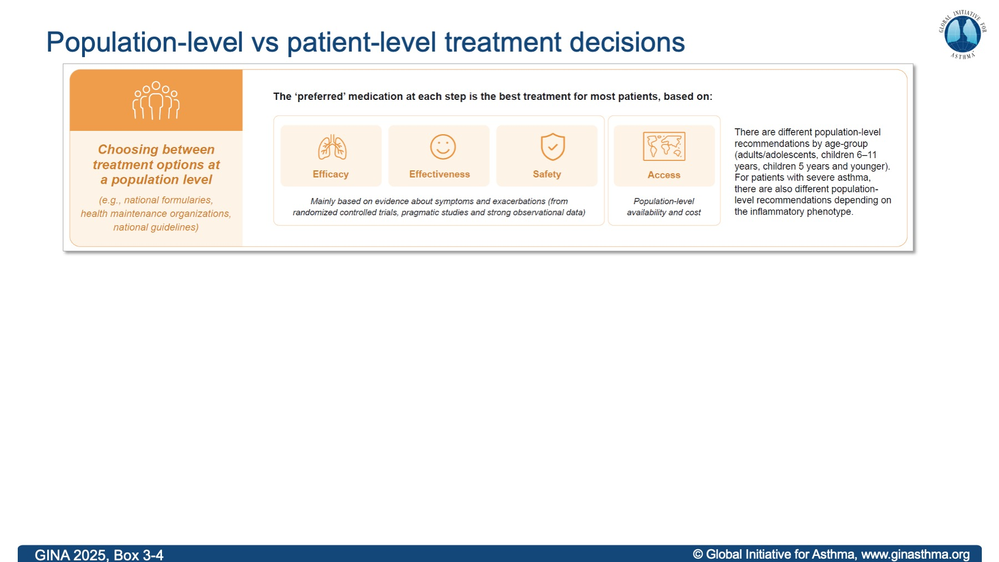 Population-level vs patient-level treatment decisions
GLOBAL INITIATIVE FOR
ASTHMA
Choosing between
treatment options at
a population level
(e.g., national formularies,
health maintenance organizations,
national guidelines)
The ‘preferred’ medication at each step is the best treatment for most patients, based on:
Efficacy
Effectiveness
Safety
Mainly based on evidence about symptoms and exacerbations (from
randomized controlled trials, pragmatic studies and strong observational data)
Access
Population-level
availability and cost
There are different population-level
recommendations by age-group
(adults/adolescents, children 6–11
years, children 5 years and younger).
For patients with severe asthma,
there are also different population-
level recommendations depending on
the inflammatory phenotype.
GINA 2025, Box 3-4
© Global Initiative for Asthma, www.ginasthma.org